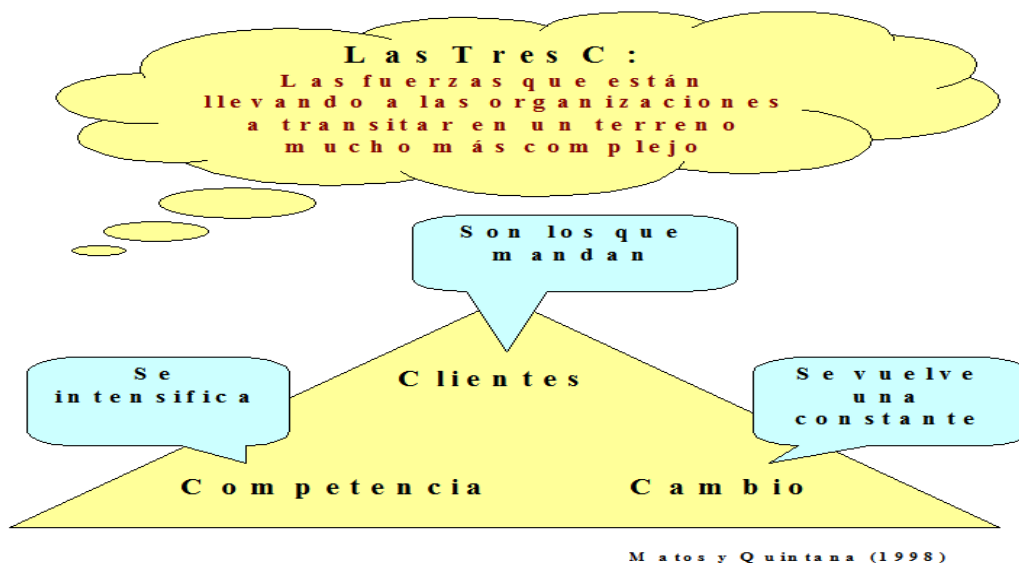 Las Tres C :
Las fuerzas que están
llevando a las organizaciones
a transitar en un terreno
mucho más complejo
Son los que
mandan
Clientes
Se
intensifica
Se vuelve
una
constante
Competencia
Cambio
Matos y Quintana (1998)